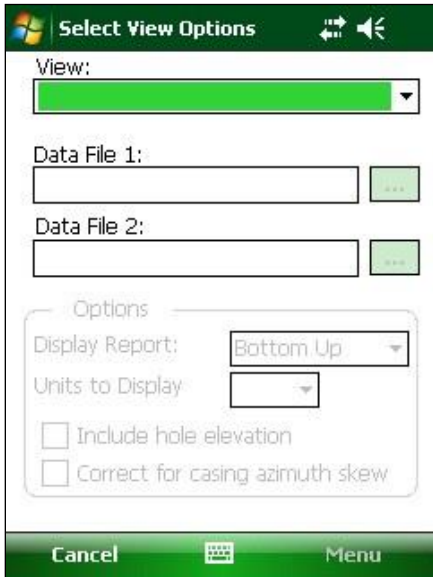 Select View Options
View:
Data File 1:
...
Data File 2:
...
Options
Display Report: Bottom Up
Units to Display
Include hole elevation
Correct for casing azimuth skew
Cancel Menu